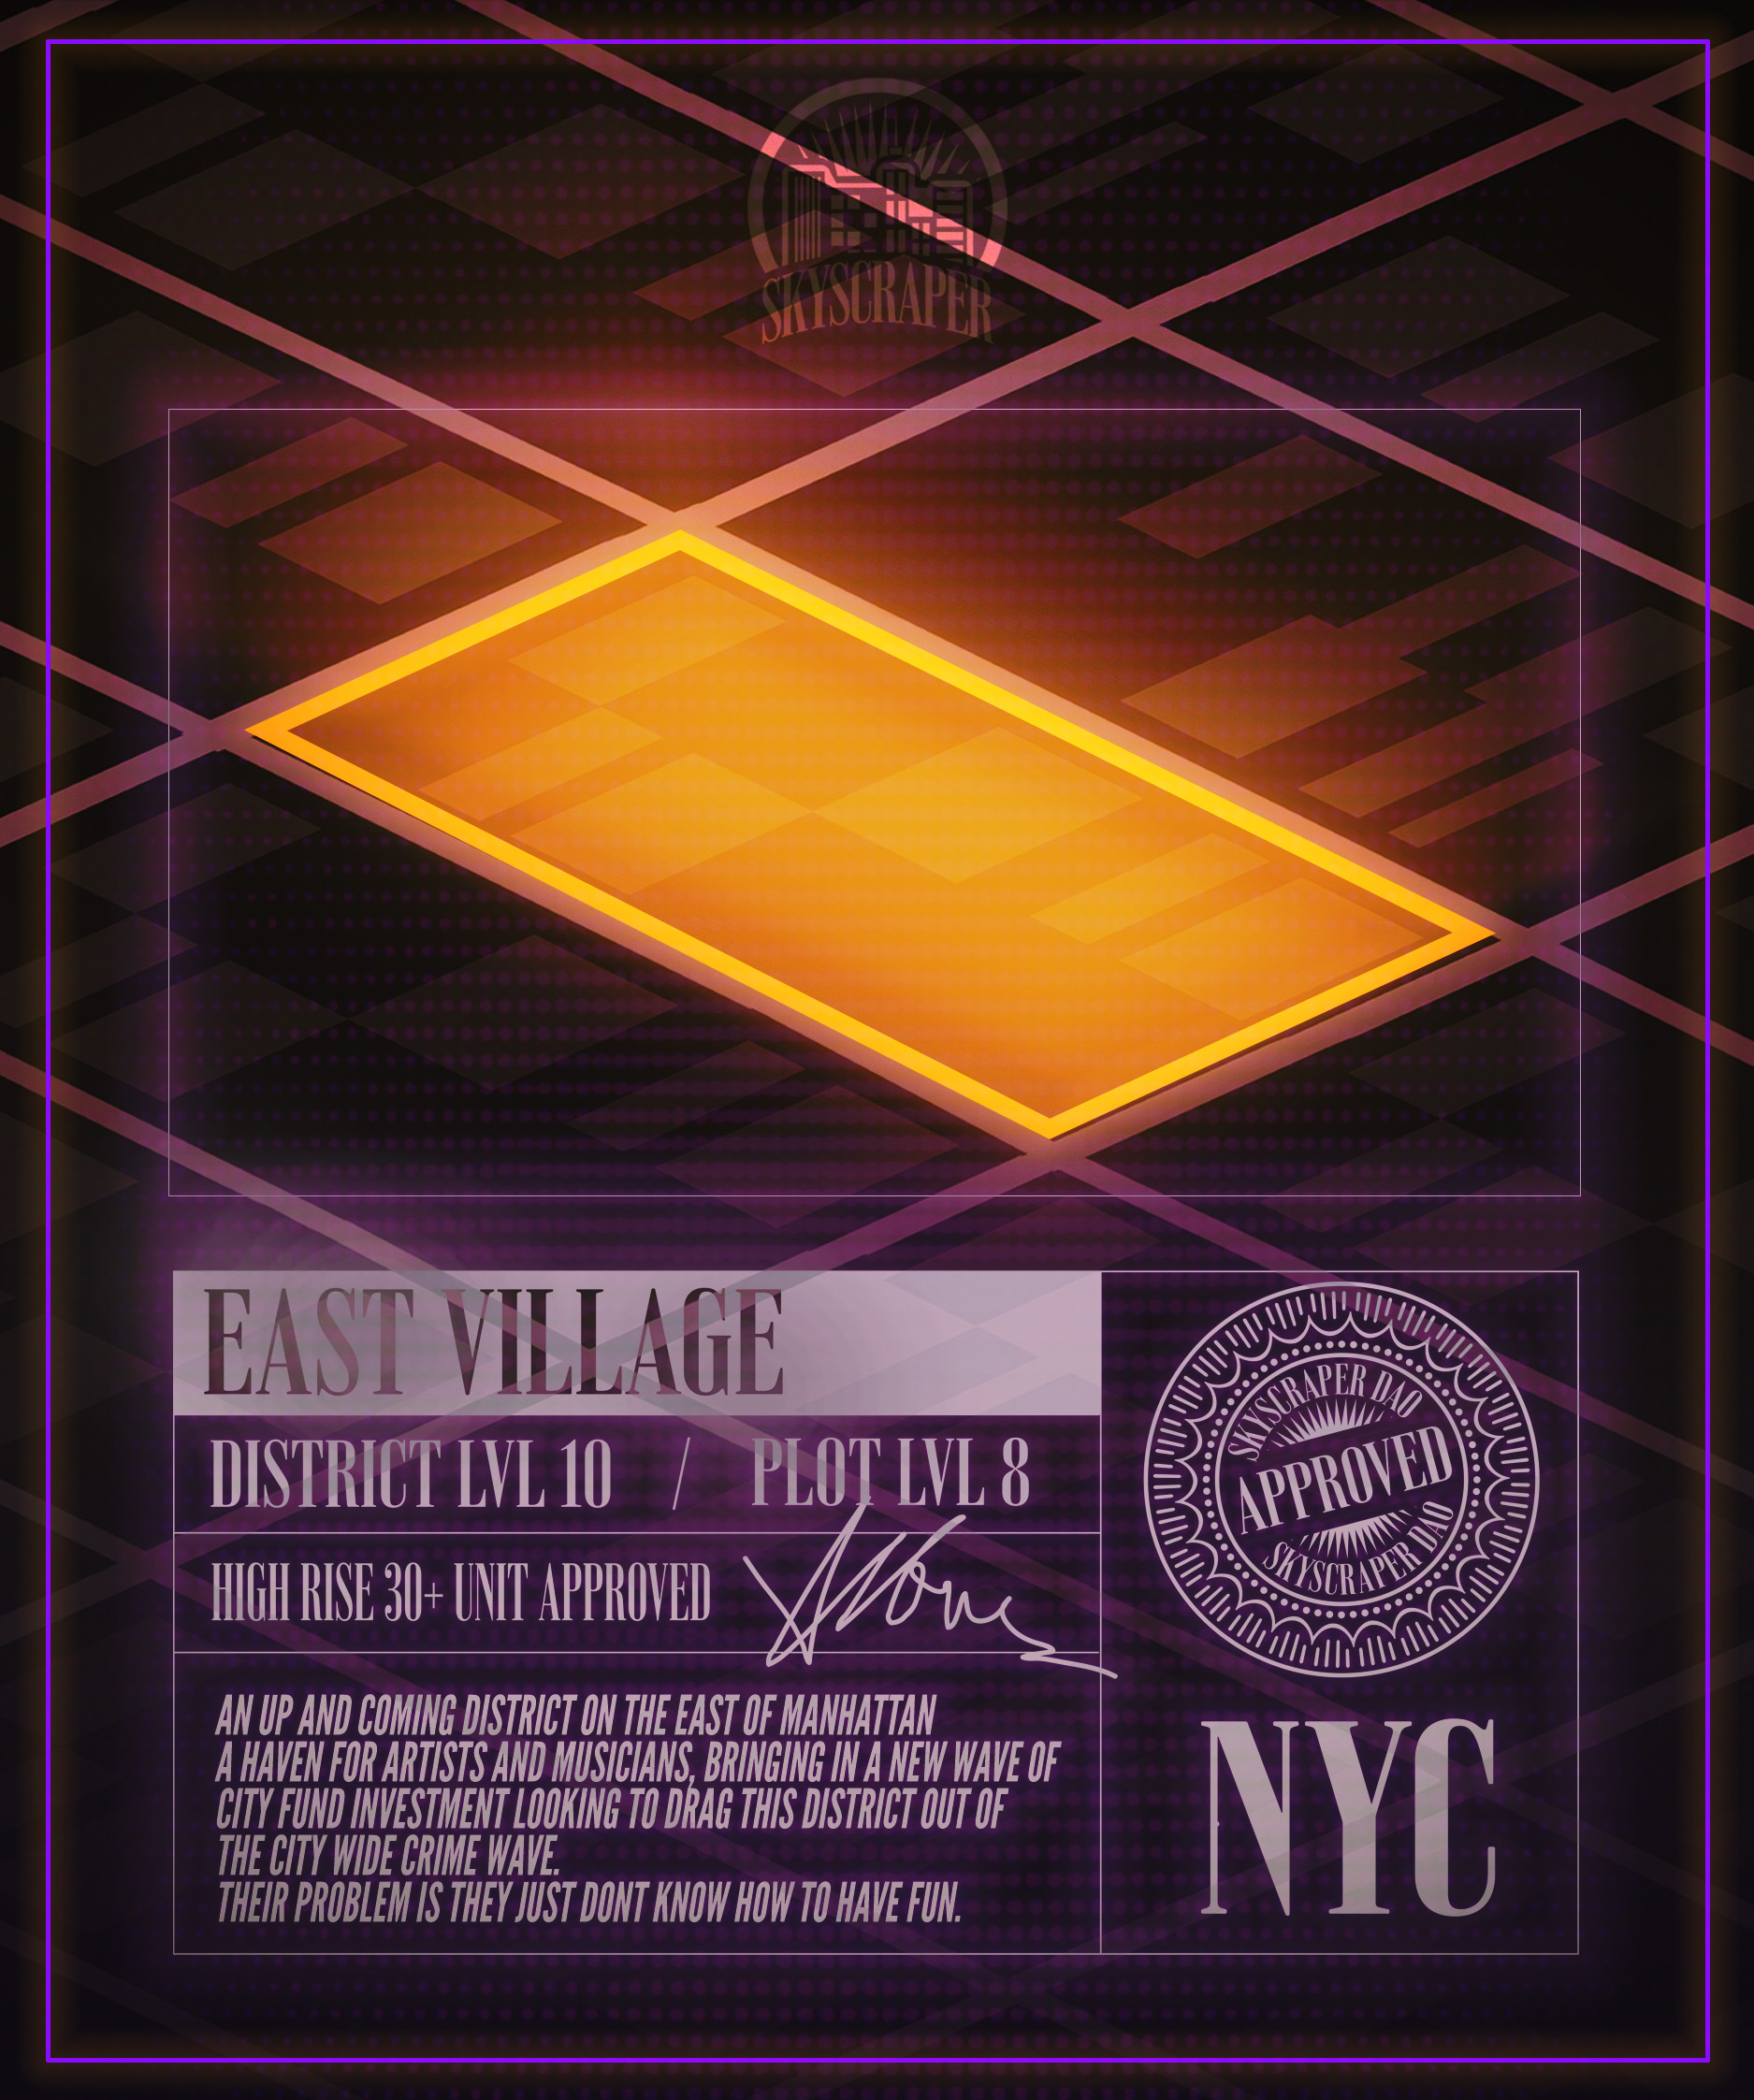 SKYSCRAPER
EAST VILLAGE
DISTRICT LVL 10 / PLOT LVL 8
HIGH RISE 30+ UNIT APPROVED
AN UP AND COMING DISTRICT ON THE EAST OF MANHATTAN
A HAVEN FOR ARTISTS AND MUSICIANS, BRINGING IN A NEW WAVE OF
CITY FUND INVESTMENT LOOKING TO DRAG THIS DISTRICT OUT OF
THE CITY WIDE CRIME WAVE.
THEIR PROBLEM IS THEY JUST DONT KNOW HOW TO HAVE FUN.
SKYSCRAPER DAO
APPROVED
SKYSCRAPER DAO
NYC